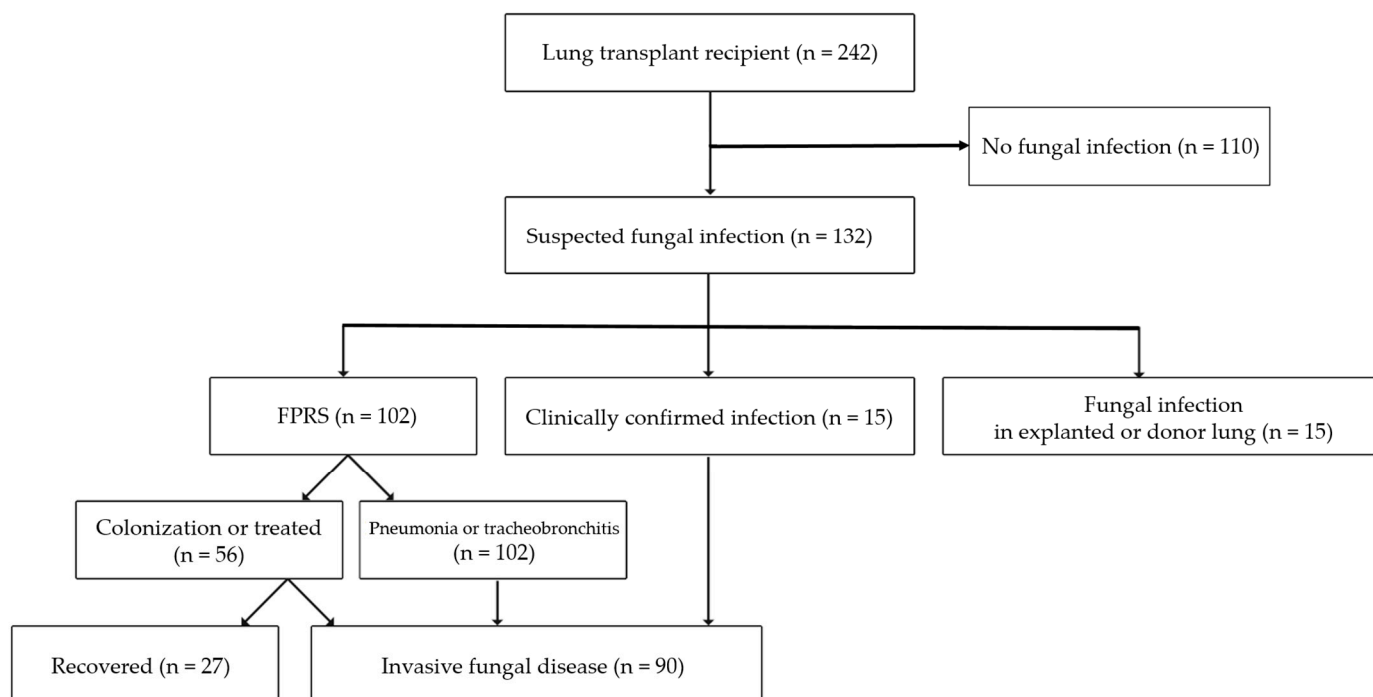 Lung transplant recipient (n = 242)
No fungal infection (n = 110)
Suspected fungal infection (n = 132)
FPRS (n = 102)
Clinically confirmed infection (n = 15)
Fungal infection
in explanted or donor lung (n = 15)
Colonization or treated
(n = 56)
Pneumonia or tracheobronchitis
(n = 102)
Recovered (n = 27)
Invasive fungal disease (n = 90)